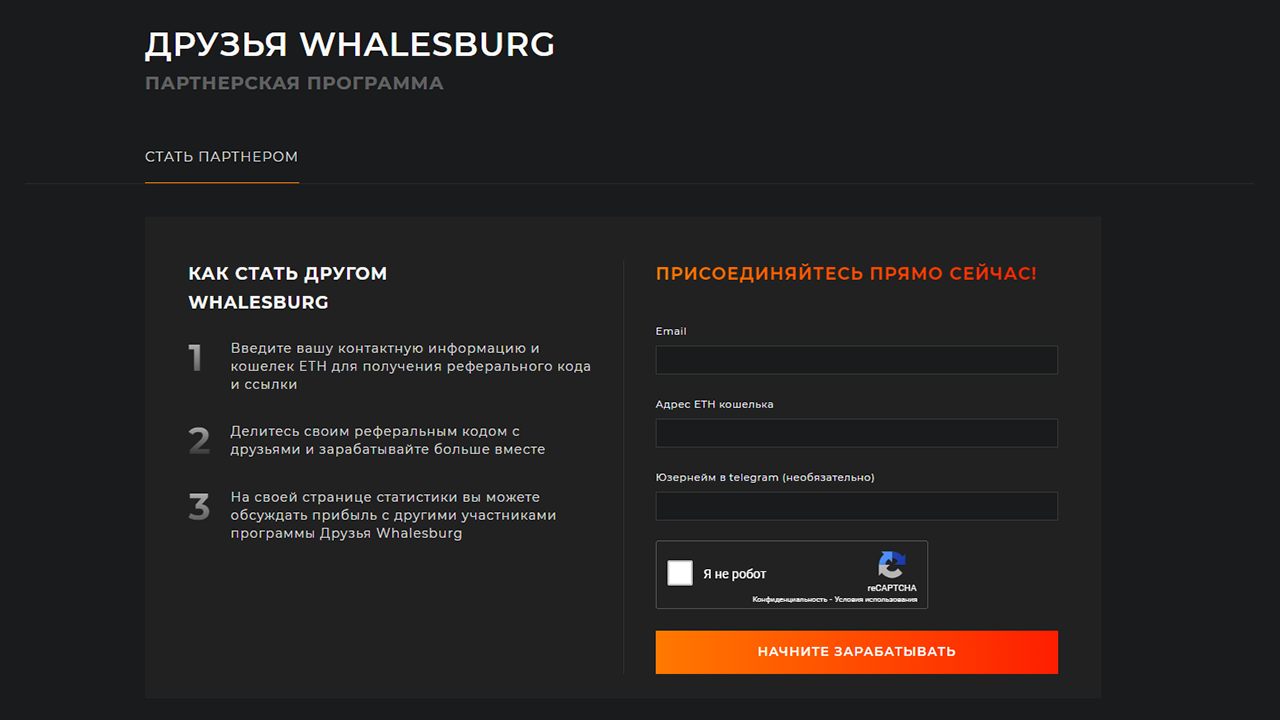 ДРУЗЬЯ WHALESBURG
ПАРТНЕРСКАЯ ПРОГРАММА
СТАТЬ ПАРТНЕРОМ
КАК СТАТЬ ДРУГОМ
WHALESBURG
1
Введите вашу контактную информацию и
кошелек ETH для получения реферального кода
и ссылки
2
Делитесь своим реферальным кодом с
друзьями и зарабатывайте больше вместе
3
На своей странице статистики вы можете
обсуждать прибыль с другими участниками
программы Друзья Whalesburg
ПРИСОЕДИНЯЙТЕСЬ ПРЯМО СЕЙЧАС!
Email
Адрес ETH кошелька
Юзернейм в telegram (необязательно)
Я не робот
reCAPTCHA
Конфиденциальность - Условия использования
НАЧНИТЕ ЗАРАБАТЫВАТЬ